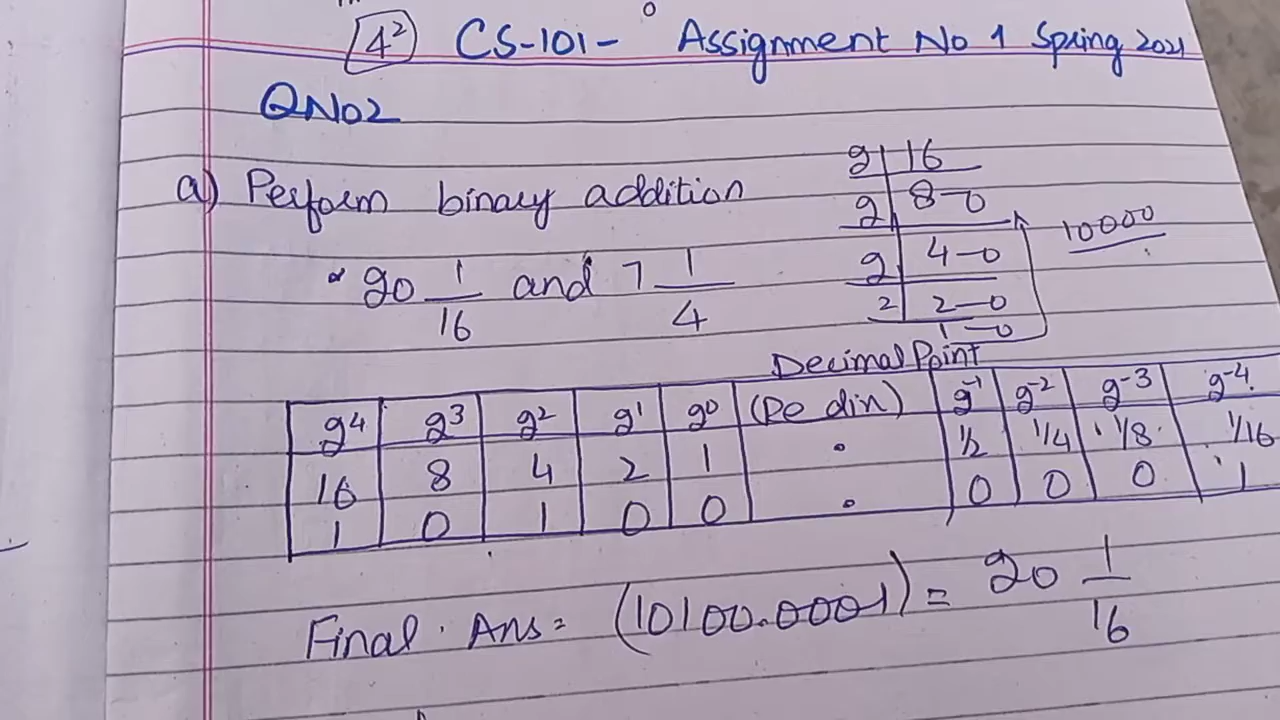 4² CS-101- Assignment No 1 Spring 2021
QNo2
a) Perform binary addition
20 1/16 and 7 1/4
2 | 16
2 | 8-0
2 | 4-0
2 | 2-0
1-0
10000
Decimal Point
2⁴ 2³ 2² 2¹ 2⁰ 2⁻¹ 2⁻² 2⁻³ 2⁻⁴
16 8 4 2 1 . 1/2 1/4 1/8 1/16
1 0 1 0 0 . 0 0 0 1
Final. Ans= (10100.0001) = 20 1/16